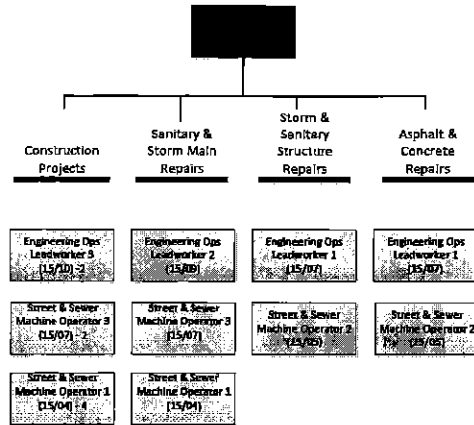 Construction
Projects
Sanitary &
Storm Main
Repairs
Storm &
Sanitary
Structure
Repairs
Asphalt &
Concrete
Repairs
Engineering Ops
Leadworker 3
(15/10) - 2
Engineering Ops
Leadworker 2
(15/09)
Engineering Ops
Leadworker 1
(15/07)
Engineering Ops
Leadworker 1
(15/07)
Street & Sewer
Machine Operator 3
(15/07) - 2
Street & Sewer
Machine Operator 3
(15/07)
Street & Sewer
Machine Operator 2
(15/05)
Street & Sewer
Machine Operator 2
(15/05)
Street & Sewer
Machine Operator 1
(15/04) - 4
Street & Sewer
Machine Operator 1
(15/04)